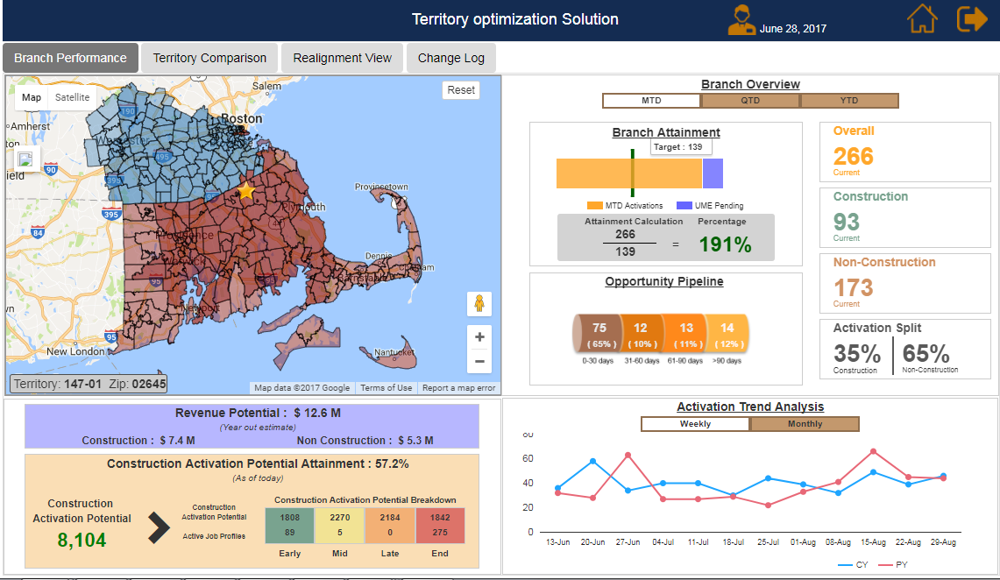 Territory optimization Solution
June 28, 2017
Branch Performance
Territory Comparison
Realignment View
Change Log
Map
Satellite
Reset
Salem
Boston
Amherst
Worcester
190
495
395
90
395
84
95
95
Provincetown
Plymouth
Providence
Warwick
Dennis
Chatham
Barnstable
Newport
Nantucket
New London
Territory: 147-01 Zip: 02645
Map data ©2017 Google
Terms of Use
Report a map error
Branch Overview
MTD
QTD
YTD
Branch Attainment
Target : 139
MTD Activations
UME Pending
Attainment Calculation
Percentage
266
139
=
191%
Overall
266
Current
Construction
93
Current
Non-Construction
173
Current
Activation Split
35%
65%
Construction
Non-Construction
Opportunity Pipeline
75
12
13
14
( 65% )
( 10% )
( 11% )
( 12% )
0-30 days
31-60 days
61-90 days
>90 days
Revenue Potential : $ 12.6 M
(Year out estimate)
Construction : $ 7.4 M
Non Construction : $ 5.3 M
Construction Activation Potential Attainment : 57.2%
(As of today)
Construction
Activation Potential
8,104
Construction
Activation Potential
Active Job Profiles
Construction Activation Potential Breakdown
1808
2270
2184
1842
89
5
0
275
Early
Mid
Late
End
Activation Trend Analysis
Weekly
Monthly
60
40
20
0
13-Jun
20-Jun
27-Jun
04-Jul
11-Jul
18-Jul
25-Jul
01-Aug
08-Aug
15-Aug
22-Aug
29-Aug
CY
PY